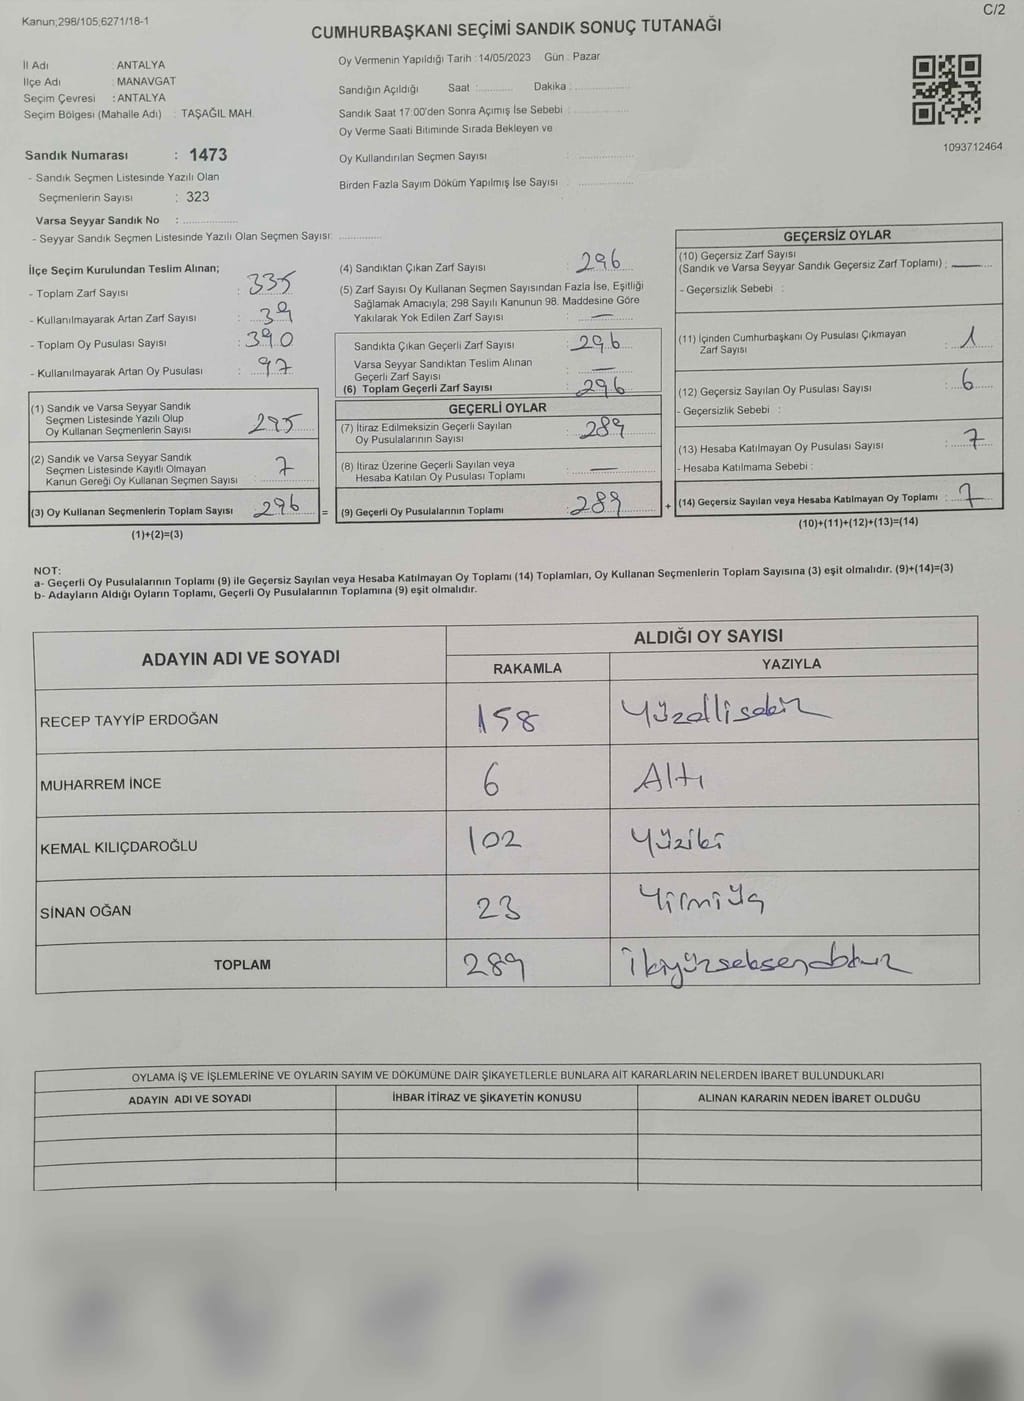 Kanun;298/105;6271/18-1
C/2
CUMHURBAŞKANI SEÇİMİ SANDIK SONUÇ TUTANAĞI
İl Adı : ANTALYA
İlçe Adı : MANAVGAT
Seçim Çevresi : ANTALYA
Seçim Bölgesi (Mahalle Adı) : TAŞAĞIL MAH.
Sandık Numarası : 1473
- Sandık Seçmen Listesinde Yazılı Olan
Seçmenlerin Sayısı : 323
Varsa Seyyar Sandık No :
- Seyyar Sandık Seçmen Listesinde Yazılı Olan Seçmen Sayısı:
Oy Vermenin Yapıldığı Tarih : 14/05/2023 Gün : Pazar
Sandığın Açıldığı Saat : Dakika :
Sandık Saat 17:00'den Sonra Açımış İse Sebebi :
Oy Verme Saati Bitiminde Sırada Bekleyen ve
Oy Kullandırılan Seçmen Sayısı :
Birden Fazla Sayım Döküm Yapılmış İse Sayısı :
1093712464
İlçe Seçim Kurulundan Teslim Alınan;
- Toplam Zarf Sayısı : 335
- Kullanılmayarak Artan Zarf Sayısı : 39
- Toplam Oy Pusulası Sayısı : 390
- Kullanılmayarak Artan Oy Pusulası : 97
(1) Sandık ve Varsa Seyyar Sandık
Seçmen Listesinde Yazılı Olup
Oy Kullanan Seçmenlerin Sayısı : 295
(2) Sandık ve Varsa Seyyar Sandık
Seçmen Listesinde Kayıtlı Olmayan
Kanun Gereği Oy Kullanan Seçmen Sayısı : 7
(3) Oy Kullanan Seçmenlerin Toplam Sayısı : 296 =
(1)+(2)=(3)
(4) Sandıktan Çıkan Zarf Sayısı : 296
(5) Zarf Sayısı Oy Kullanan Seçmen Sayısından Fazla İse, Eşitliği
Sağlamak Amacıyla; 298 Sayılı Kanunun 98. Maddesine Göre
Yakılarak Yok Edilen Zarf Sayısı : —
Sandıkta Çıkan Geçerli Zarf Sayısı : 296
Varsa Seyyar Sandıktan Teslim Alınan
Geçerli Zarf Sayısı : —
(6) Toplam Geçerli Zarf Sayısı : 296
GEÇERLİ OYLAR
(7) İtiraz Edilmeksizin Geçerli Sayılan
Oy Pusulalarının Sayısı : 289
(8) İtiraz Üzerine Geçerli Sayılan veya
Hesaba Katılan Oy Pusulası Toplamı : —
(9) Geçerli Oy Pusulalarının Toplamı : 289 +
GEÇERSİZ OYLAR
(10) Geçersiz Zarf Sayısı
(Sandık ve Varsa Seyyar Sandık Geçersiz Zarf Toplamı) : —
- Geçersizlik Sebebi :
(11) İçinden Cumhurbaşkanı Oy Pusulası Çıkmayan
Zarf Sayısı : 1
(12) Geçersiz Sayılan Oy Pusulası Sayısı : 6
- Geçersizlik Sebebi :
(13) Hesaba Katılmayan Oy Pusulası Sayısı : 7
- Hesaba Katılmama Sebebi :
(14) Geçersiz Sayılan veya Hesaba Katılmayan Oy Toplamı : 7
(10)+(11)+(12)+(13)=(14)
NOT:
a- Geçerli Oy Pusulalarının Toplamı (9) ile Geçersiz Sayılan veya Hesaba Katılmayan Oy Toplamı (14) Toplamları, Oy Kullanan Seçmenlerin Toplam Sayısına (3) eşit olmalıdır. (9)+(14)=(3)
b- Adayların Aldığı Oyların Toplamı, Geçerli Oy Pusulalarının Toplamına (9) eşit olmalıdır.
ADAYIN ADI VE SOYADI ALDIĞI OY SAYISI
RAKAMLA YAZIYLA
RECEP TAYYİP ERDOĞAN 158 Yüzellisekiz
MUHARREM İNCE 6 Altı
KEMAL KILIÇDAROĞLU 102 Yüziki
SİNAN OĞAN 23 Yirmiüç
TOPLAM 289 İkiyüzseksendokuz
OYLAMA İŞ VE İŞLEMLERİNE VE OYLARIN SAYIM VE DÖKÜMÜNE DAİR ŞİKAYETLERLE BUNLARA AİT KARARLARIN NELERDEN İBARET BULUNDUKLARI
ADAYIN ADI VE SOYADI İHBAR İTİRAZ VE ŞİKAYETİN KONUSU ALINAN KARARIN NEDEN İBARET OLDUĞU